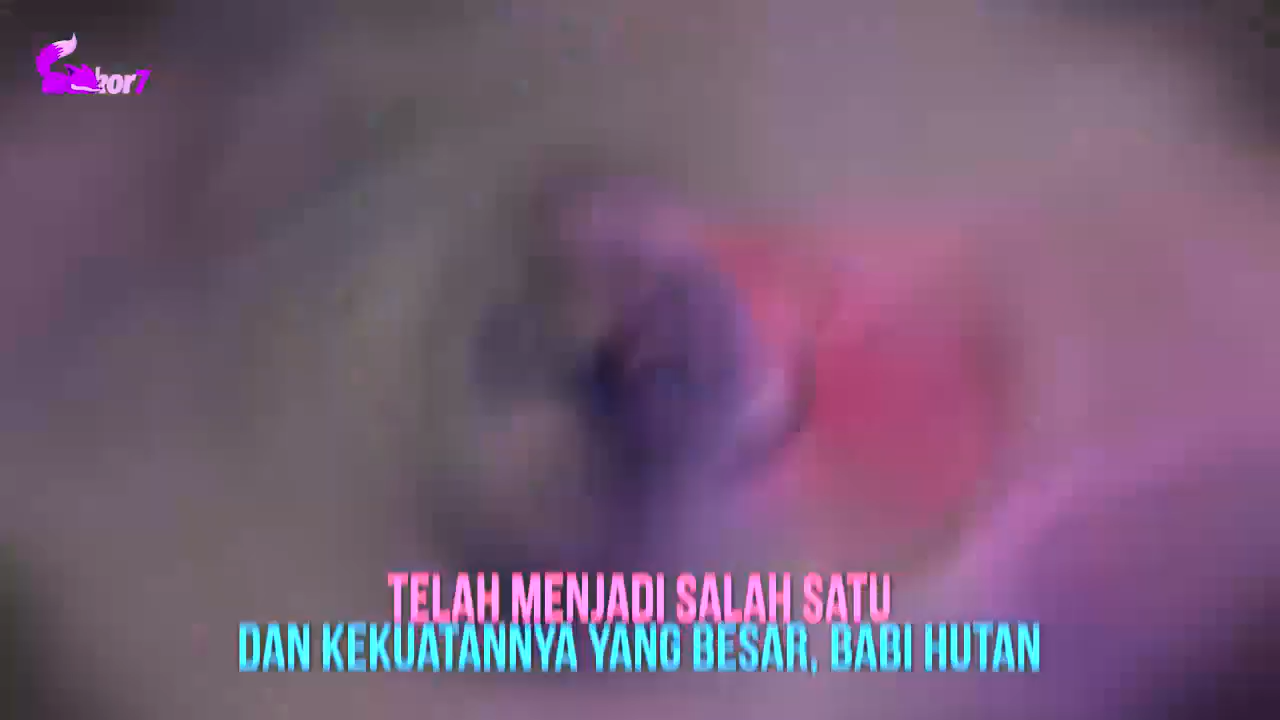 TELAH MENJADI SALAH SATU
DAN KEKUATANNYA YANG BESAR, BABI HUTAN